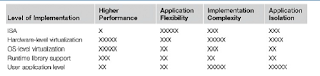 Level of Implementation Higher Performance Application Flexibility Implementation Complexity Application Isolation
ISA X XXXXX XXX XXX
Hardware-level virtualization XXXXX XXX XXXXX XXXX
OS-level virtualization XXXXX XX XXX XX
Runtime library support XXX XX XX XX
User application level XX XX XXXXX XXXXX